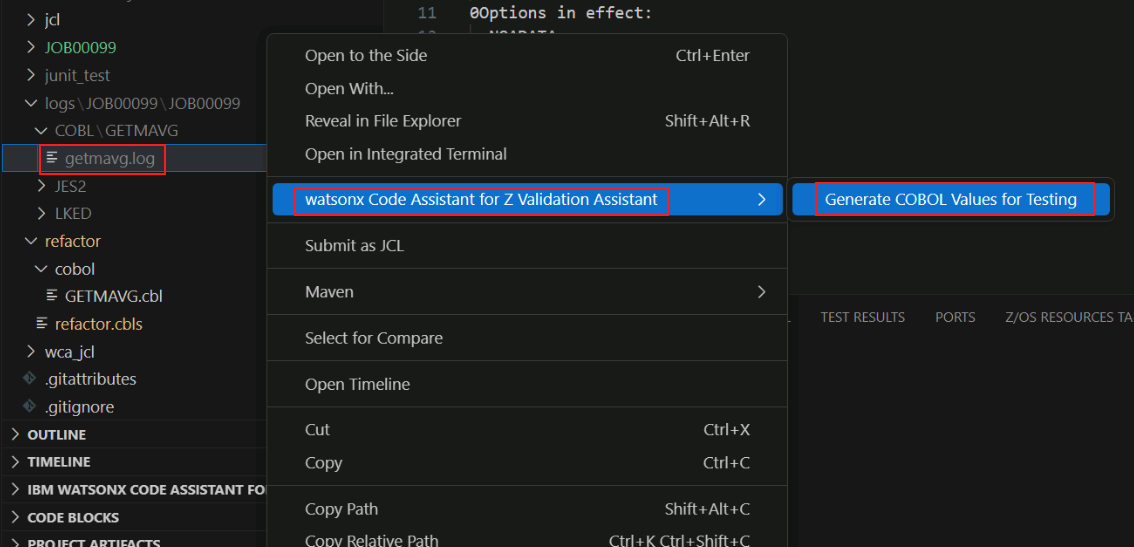 jcl
JOB00099
junit_test
logs\JOB00099\JOB00099
COBL\GETMAVG
getmavg.log
JES2
LKED
refactor
cobol
GETMAVG.cbl
refactor.cbls
wca_jcl
.gitattributes
.gitignore
OUTLINE
TIMELINE
IBM WATSONX CODE ASSISTANT FO
CODE BLOCKS
PROJECT ARTIFACTS
11 0Options in effect:
Open to the Side Ctrl+Enter
Open With...
Reveal in File Explorer Shift+Alt+R
Open in Integrated Terminal
watsonx Code Assistant for Z Validation Assistant
Generate COBOL Values for Testing
Submit as JCL
Maven
Select for Compare
Open Timeline
Cut Ctrl+X
Copy Ctrl+C
Copy Path Shift+Alt+C
Copy Relative Path Ctrl+K Ctrl+Shift+C
TEST RESULTS PORTS Z/OS RESOURCES TA